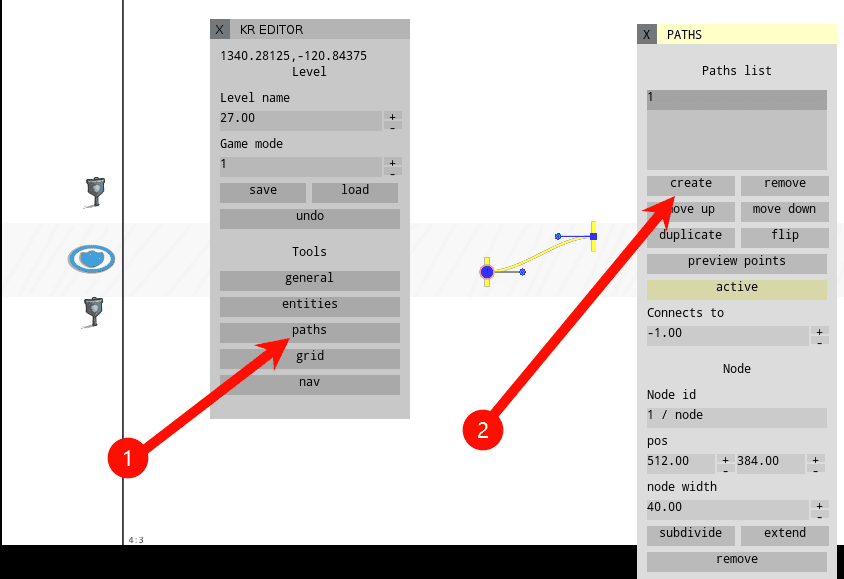 X KR EDITOR
1340.28125,-120.84375
Level
Level name
27.00 + -
Game mode
1 + -
save load
undo
Tools
general
entities
paths
grid
nav
1
4:3
2
X PATHS
Paths list
1
create remove
move up move down
duplicate flip
preview points
active
Connects to
-1.00 + -
Node
Node id
1 / node
pos
512.00 + - 384.00 + -
node width
40.00 + -
subdivide extend
remove